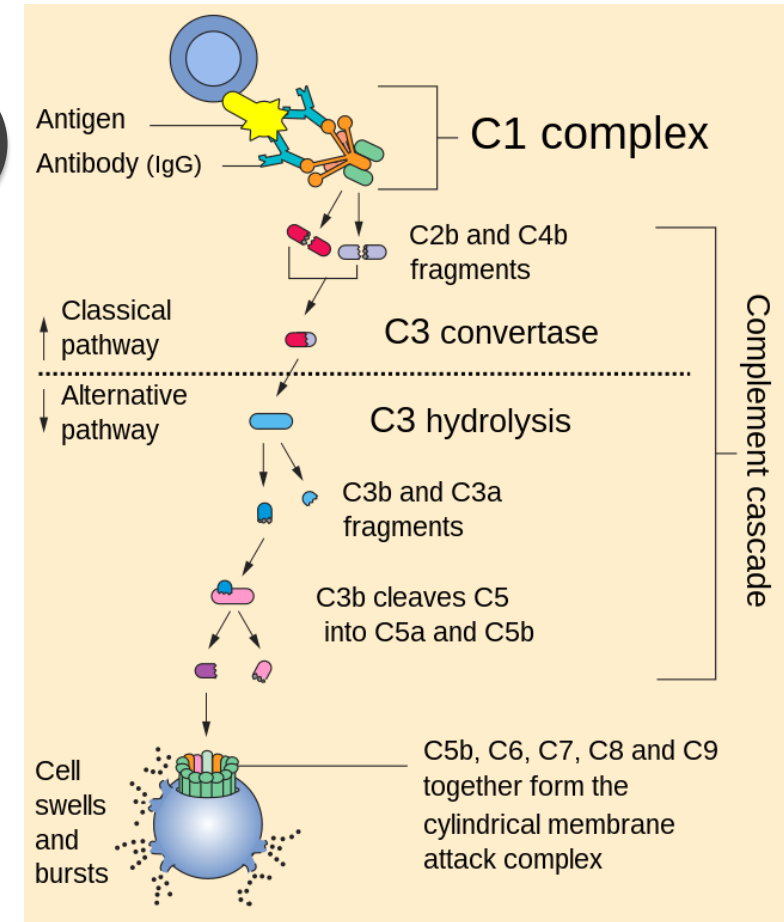 Antigen
Antibody (IgG)
C1 complex
C2b and C4b
fragments
Classical
pathway
C3 convertase
Alternative
pathway
C3 hydrolysis
C3b and C3a
fragments
C3b cleaves C5
into C5a and C5b
Complement cascade
Cell
swells
and
bursts
C5b, C6, C7, C8 and C9
together form the
cylindrical membrane
attack complex